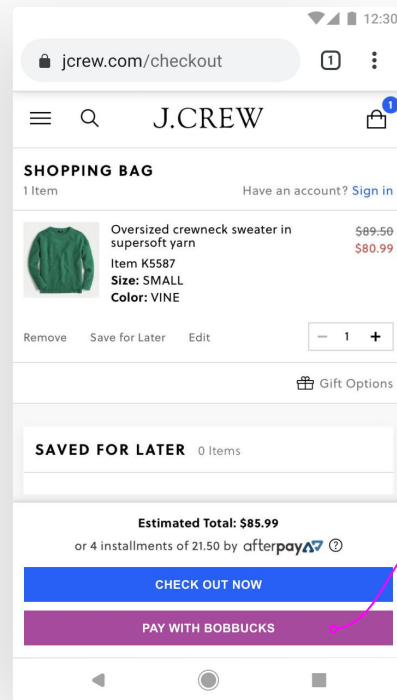 12:30
jcrew.com/checkout
1
J.CREW
1
SHOPPING BAG
1 Item
Have an account? Sign in
Oversized crewneck sweater in
supersoft yarn
$89.50
$80.99
Item K5587
Size: SMALL
Color: VINE
Remove
Save for Later
Edit
− 1 +
Gift Options
SAVED FOR LATER 0 Items
Estimated Total: $85.99
or 4 installments of 21.50 by afterpay ?
CHECK OUT NOW
PAY WITH BOBBUCKS